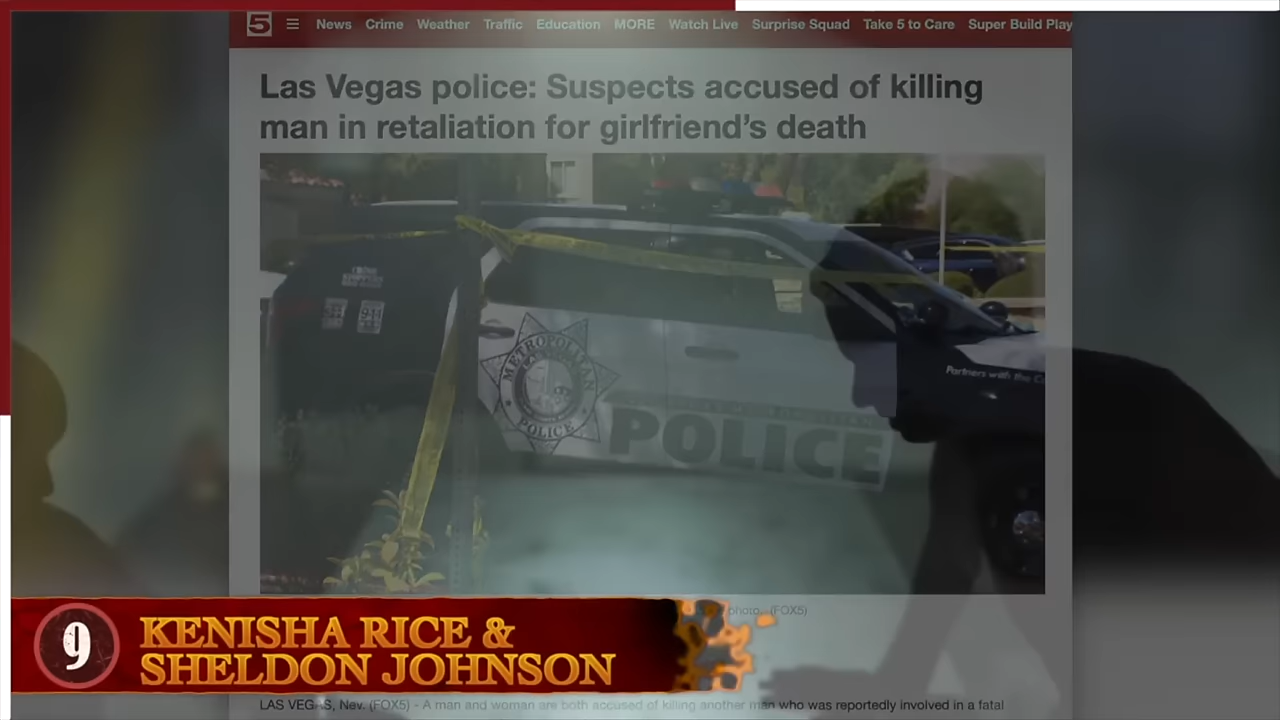 5 News Crime Weather Traffic Education MORE Watch Live Surprise Squad Take 5 to Care Super Build Play
Las Vegas police: Suspects accused of killing
man in retaliation for girlfriend's death
911
METROPOLITAN
POLICE
POLICE
Partners with the Co
photo. (FOX5)
9
KENISHA RICE &
SHELDON JOHNSON
LAS VEGAS, Nev. (FOX5) - A man and woman are both accused of killing another man who was reportedly involved in a fatal